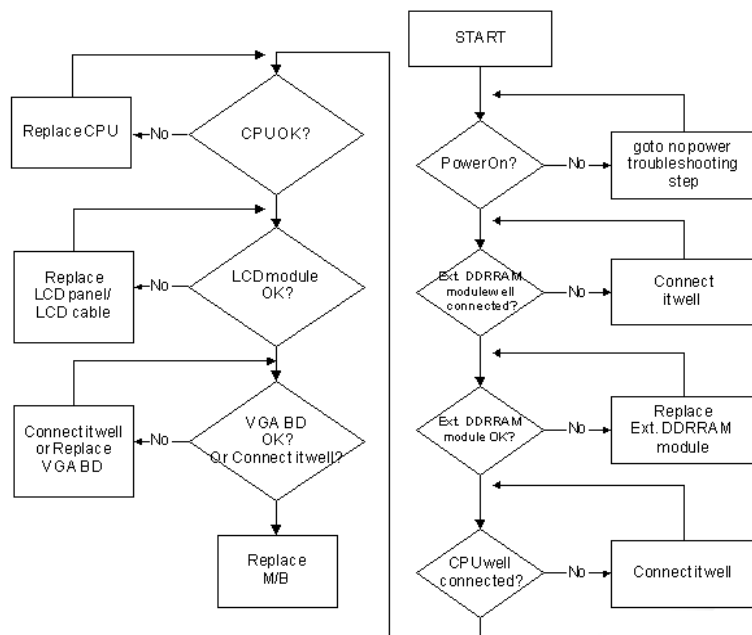 START
Power On?
No
goto no power
troubleshooting
step
Ext. DDRRAM
module well
connected?
No
Connect
it well
Ext. DDRRAM
module OK?
No
Replace
Ext. DDRRAM
module
CPU well
connected?
No
Connect it well
CPU OK?
No
Replace CPU
LCD module
OK?
No
Replace
LCD panel/
LCD cable
VGA BD
OK?
Or Connect it well?
No
Connect it well
or Replace
VGA BD
Replace
M/B